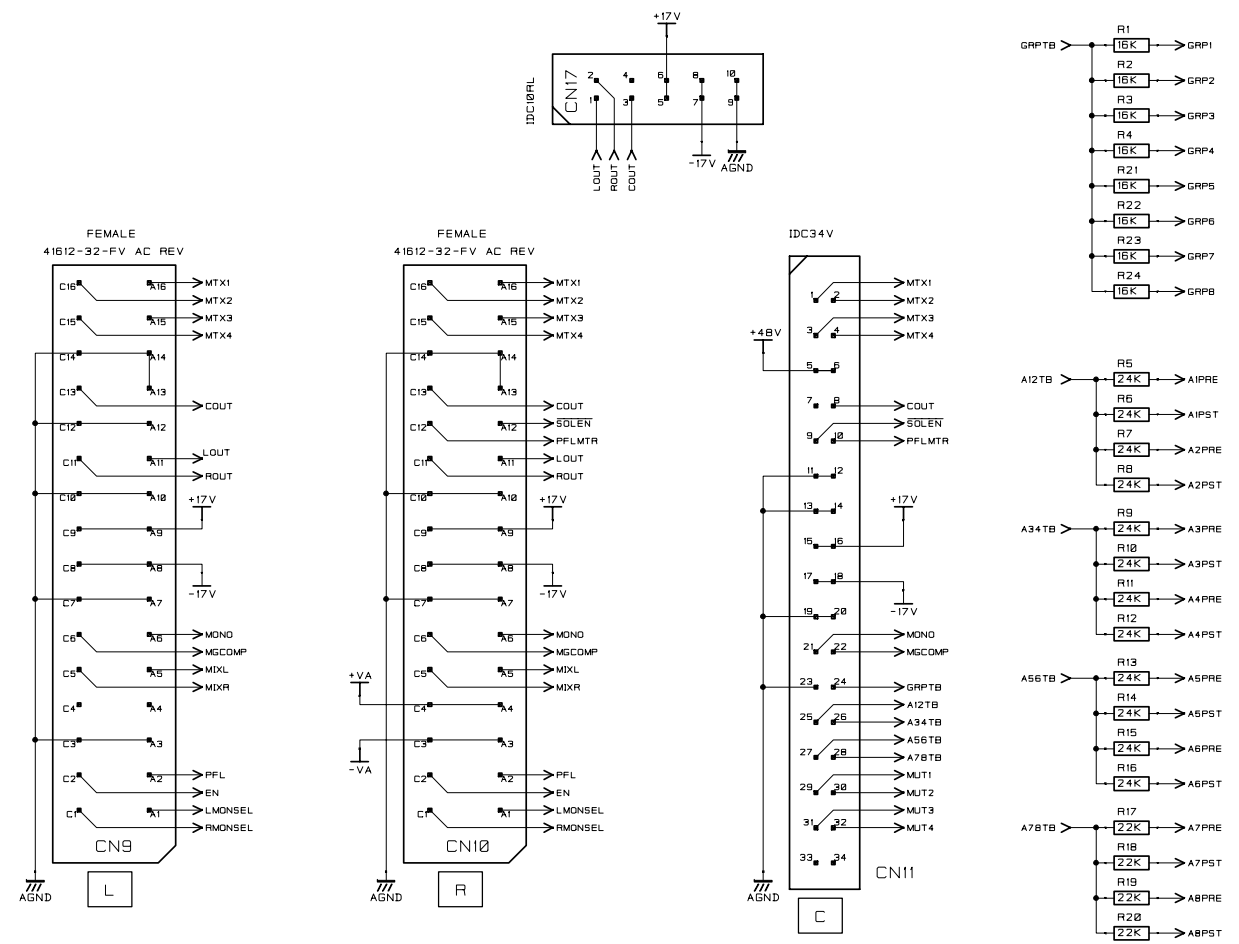 +17V
IDC10RL
CN17
2 4 6 8 10
1 3 5 7 9
LOUT
ROUT
COUT
-17V
AGND
FEMALE
41612-32-FV AC REV
C16 A16 MTX1
MTX2
C15 A15 MTX3
MTX4
C14 A14
C13 A13
COUT
C12 A12
LOUT
C11 A11
ROUT
C10 A10
+17V
C9 A9
C8 A8
-17V
C7 A7
C6 A6 MONO
MGCOMP
C5 A5 MIXL
MIXR
C4 A4
C3 A3
C2 A2 PFL
EN
C1 A1 LMONSEL
RMONSEL
CN9
AGND
L
FEMALE
41612-32-FV AC REV
C16 A16 MTX1
MTX2
C15 A15 MTX3
MTX4
C14 A14
C13 A13
COUT
C12 A12 SOLEN
PFLMTR
C11 A11 LOUT
ROUT
C10 A10
+17V
C9 A9
C8 A8
-17V
C7 A7
C6 A6 MONO
MGCOMP
C5 A5 MIXL
MIXR
+VA
C4 A4
C3 A3
-VA
C2 A2 PFL
EN
C1 A1 LMONSEL
RMONSEL
CN10
AGND
R
IDC34V
MTX1
1 2 MTX2
MTX3
3 4 MTX4
+48V
5 6
7 8 COUT
SOLEN
9 10 PFLMTR
11 12
13 14
+17V
15 16
17 18
-17V
19 20
MONO
21 22 MGCOMP
23 24 GRPTB
A12TB
25 26 A34TB
A56TB
27 28 A78TB
MUT1
29 30 MUT2
MUT3
31 32 MUT4
33 34
CN11
AGND
C
R1
GRPTB 16K GRP1
R2
16K GRP2
R3
16K GRP3
R4
16K GRP4
R21
16K GRP5
R22
16K GRP6
R23
16K GRP7
R24
16K GRP8
R5
A12TB 24K A1PRE
R6
24K A1PST
R7
24K A2PRE
R8
24K A2PST
R9
A34TB 24K A3PRE
R10
24K A3PST
R11
24K A4PRE
R12
24K A4PST
R13
A56TB 24K A5PRE
R14
24K A5PST
R15
24K A6PRE
R16
24K A6PST
R17
A78TB 22K A7PRE
R18
22K A7PST
R19
22K A8PRE
R20
22K A8PST